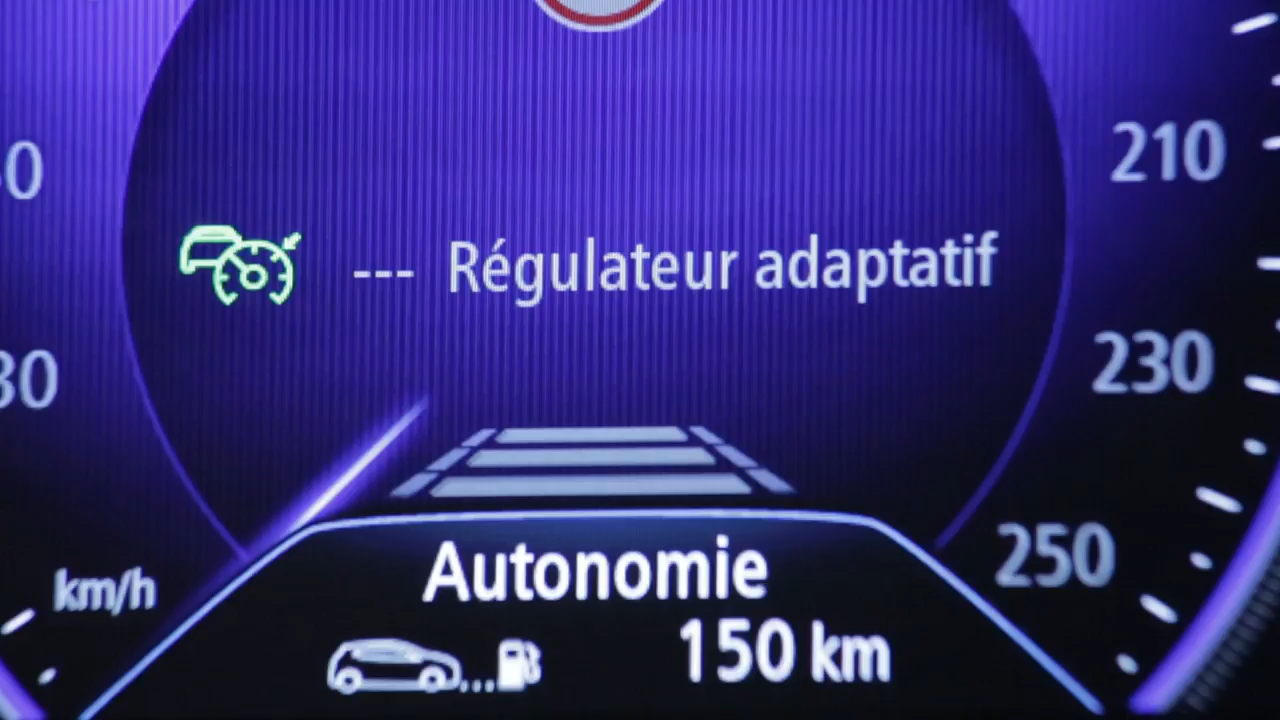 210
--- Régulateur adaptatif
230
250
km/h
Autonomie
150 km